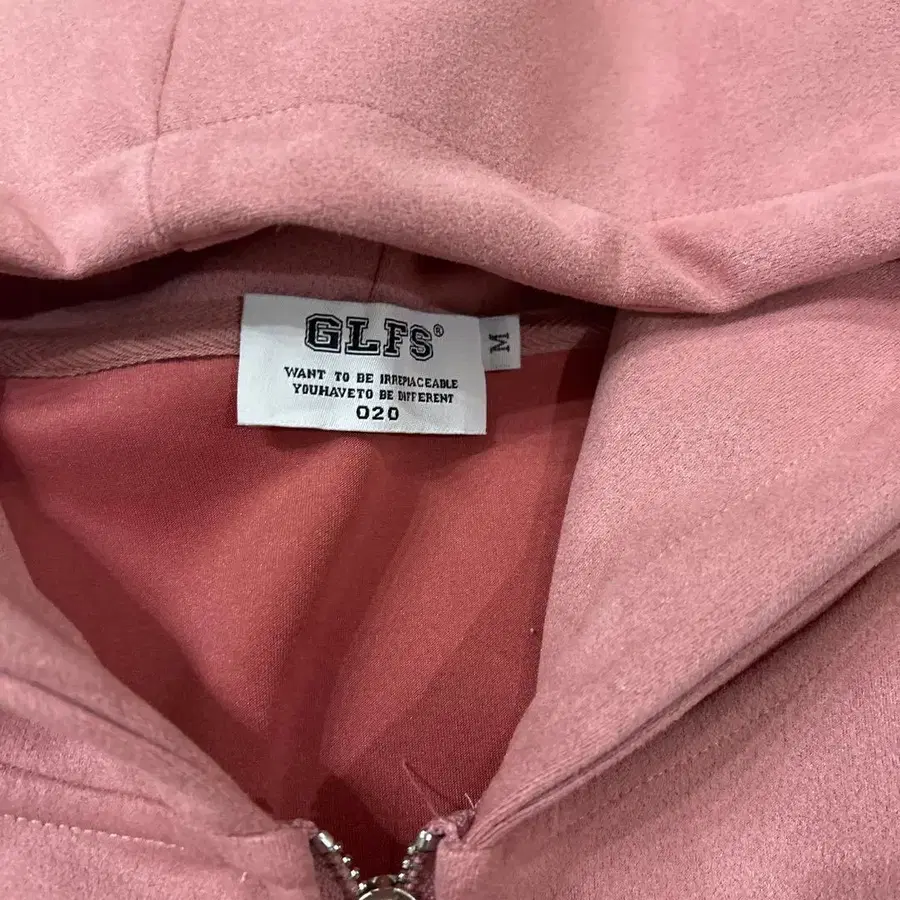 GLFS®
M
WANT TO BE IRREPLACEABLE
YOUHAVETO BE DIFFERENT
020